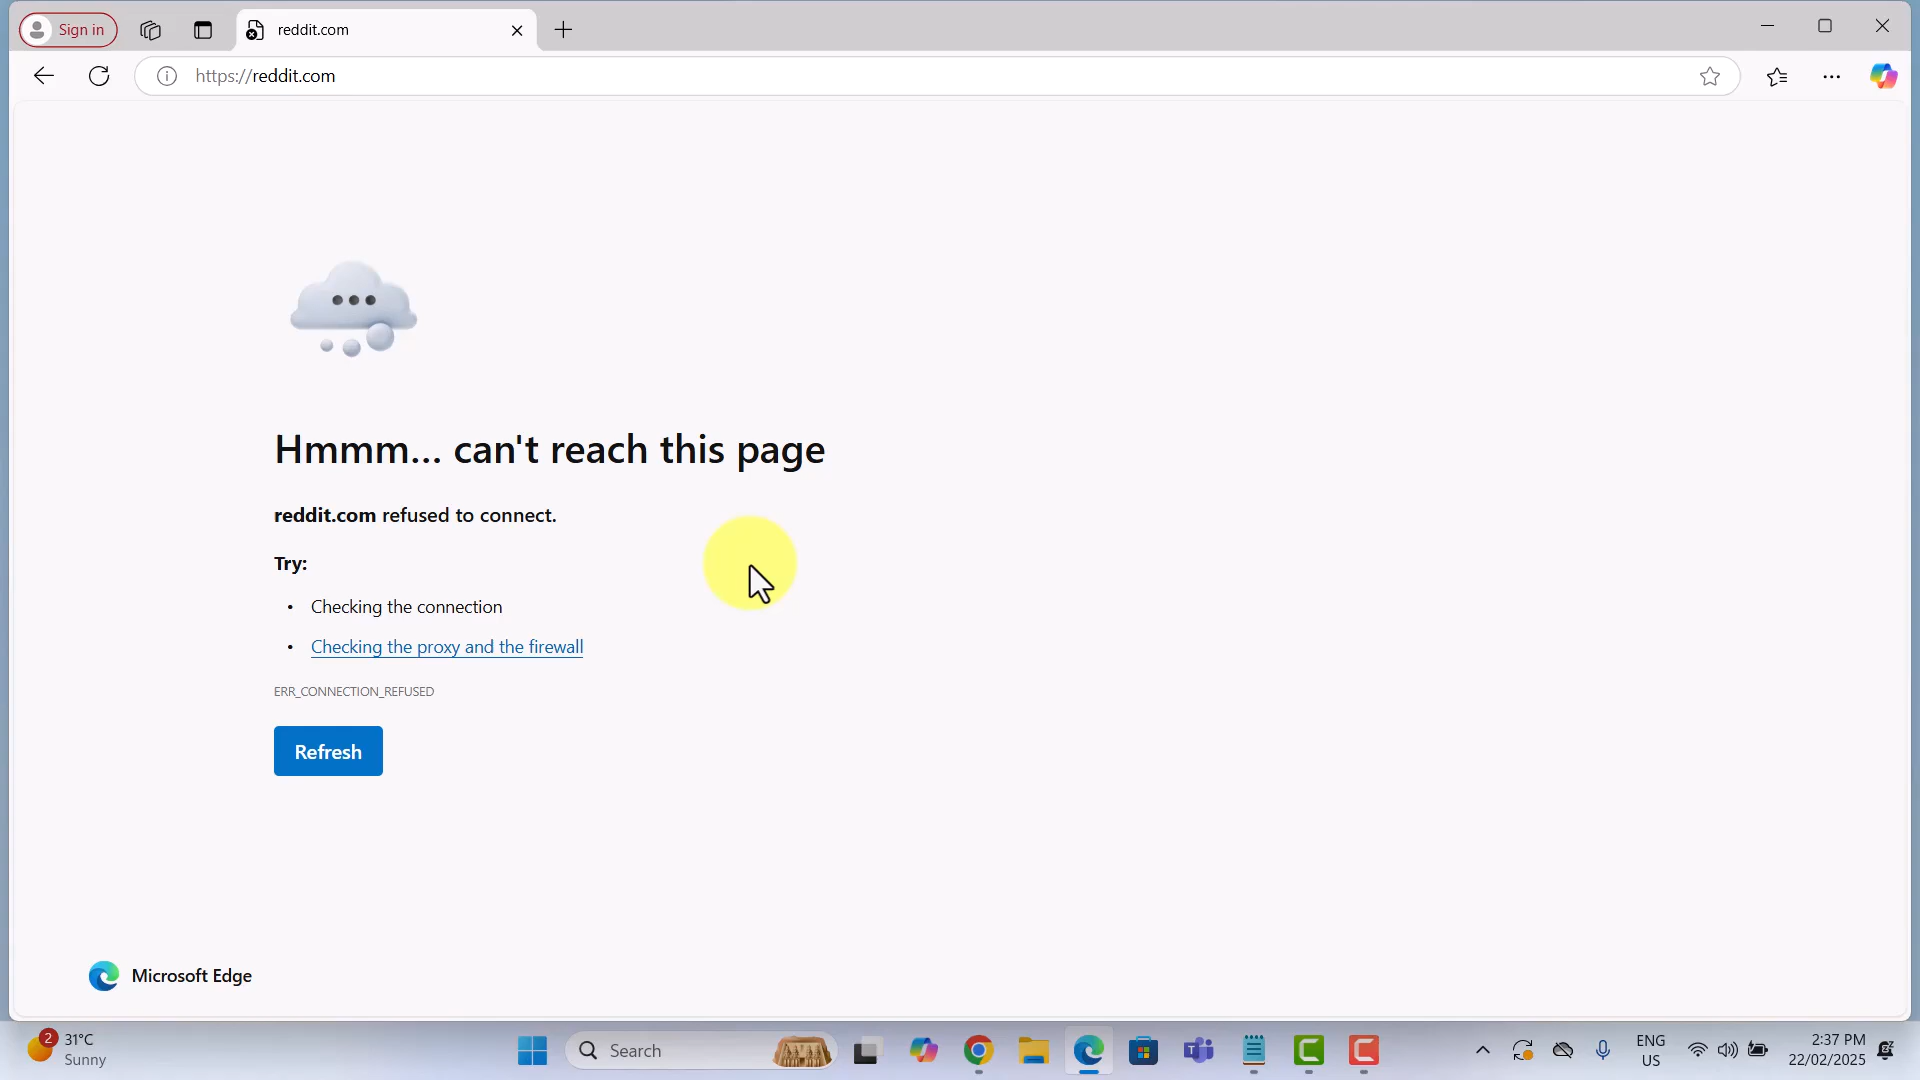 Sign in
reddit.com
https://reddit.com
Hmmm... can't reach this page
reddit.com refused to connect.
Try:
• Checking the connection
• Checking the proxy and the firewall
ERR_CONNECTION_REFUSED
Refresh
Microsoft Edge
2
31°C
Sunny
Search
ENG
US
2:37 PM
22/02/2025